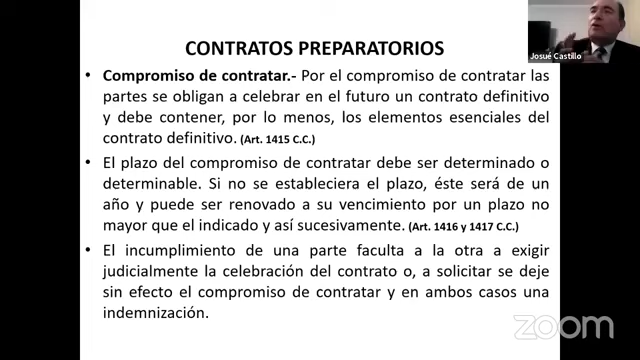 Josué Castillo
CONTRATOS PREPARATORIOS
• Compromiso de contratar.- Por el compromiso de contratar las
partes se obligan a celebrar en el futuro un contrato definitivo
y debe contener, por lo menos, los elementos esenciales del
contrato definitivo. (Art. 1415 C.C.)
• El plazo del compromiso de contratar debe ser determinado o
determinable. Si no se estableciera el plazo, éste será de un
año y puede ser renovado a su vencimiento por un plazo no
mayor que el indicado y así sucesivamente. (Art. 1416 y 1417 C.C.)
• El incumplimiento de una parte faculta a la otra a exigir
judicialmente la celebración del contrato o, a solicitar se deje
sin efecto el compromiso de contratar y en ambos casos una
indemnización.
zoom